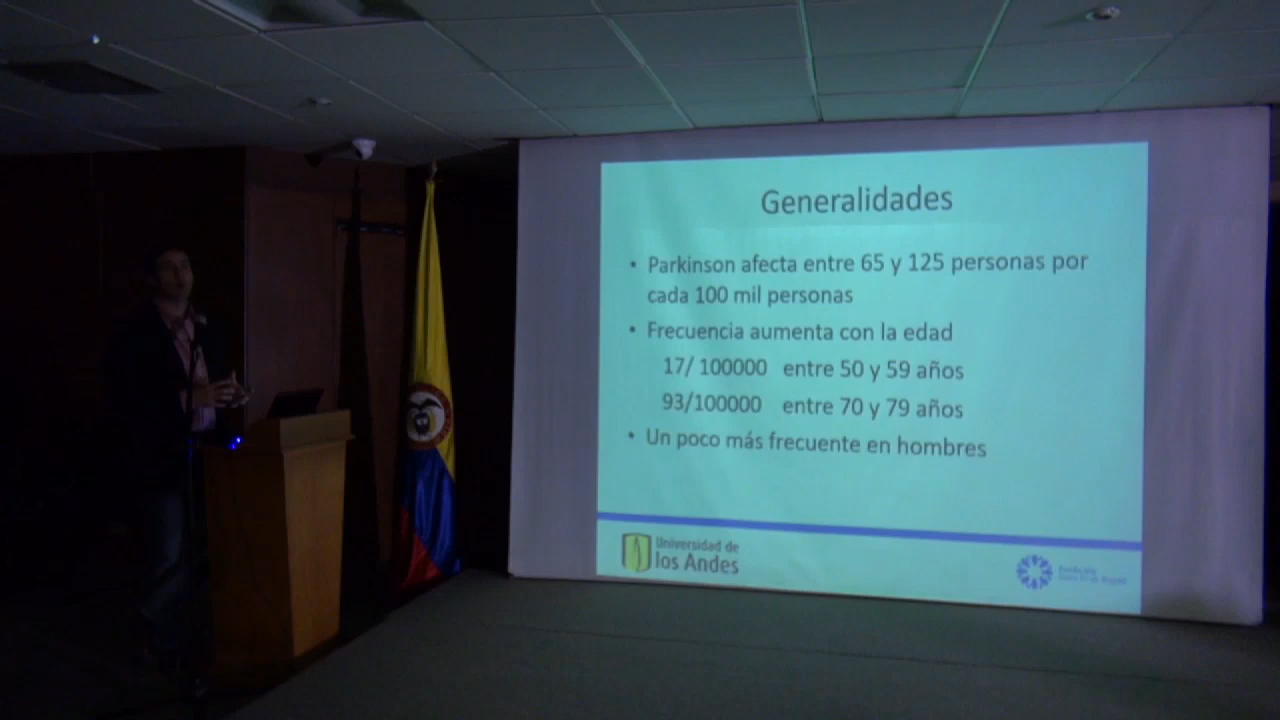 Generalidades
• Parkinson afecta entre 65 y 125 personas por
cada 100 mil personas
• Frecuencia aumenta con la edad
17/ 100000 entre 50 y 59 años
93/100000 entre 70 y 79 años
• Un poco más frecuente en hombres
Universidad de
los Andes